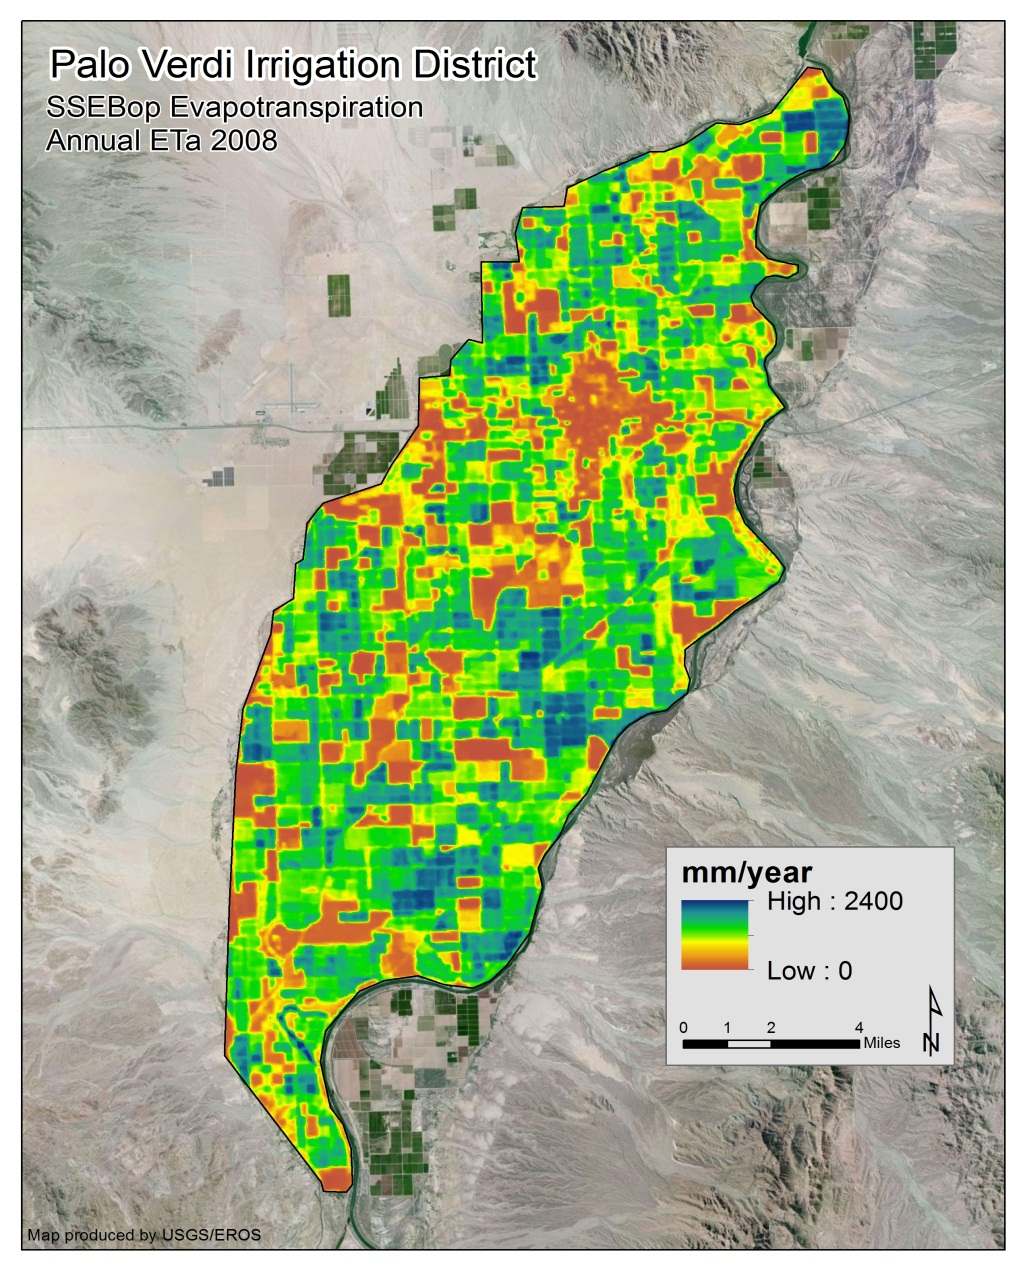 Palo Verdi Irrigation District
SSEBop Evapotranspiration
Annual ETa 2008
mm/year
High : 2400
Low : 0
0 1 2 4
Miles
N
Map produced by USGS/EROS